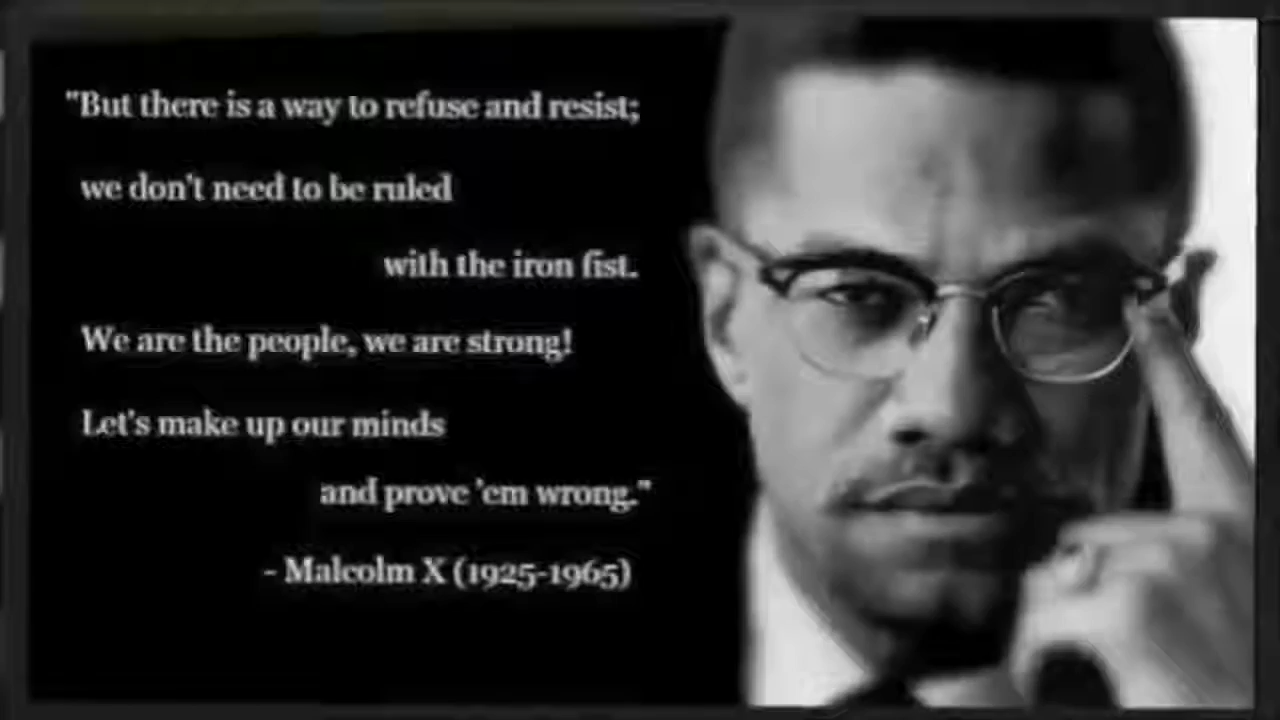 "But there is a way to refuse and resist;
we don't need to be ruled
with the iron fist.
We are the people, we are strong!
Let's make up our minds
and prove 'em wrong."
- Malcolm X (1925-1965)